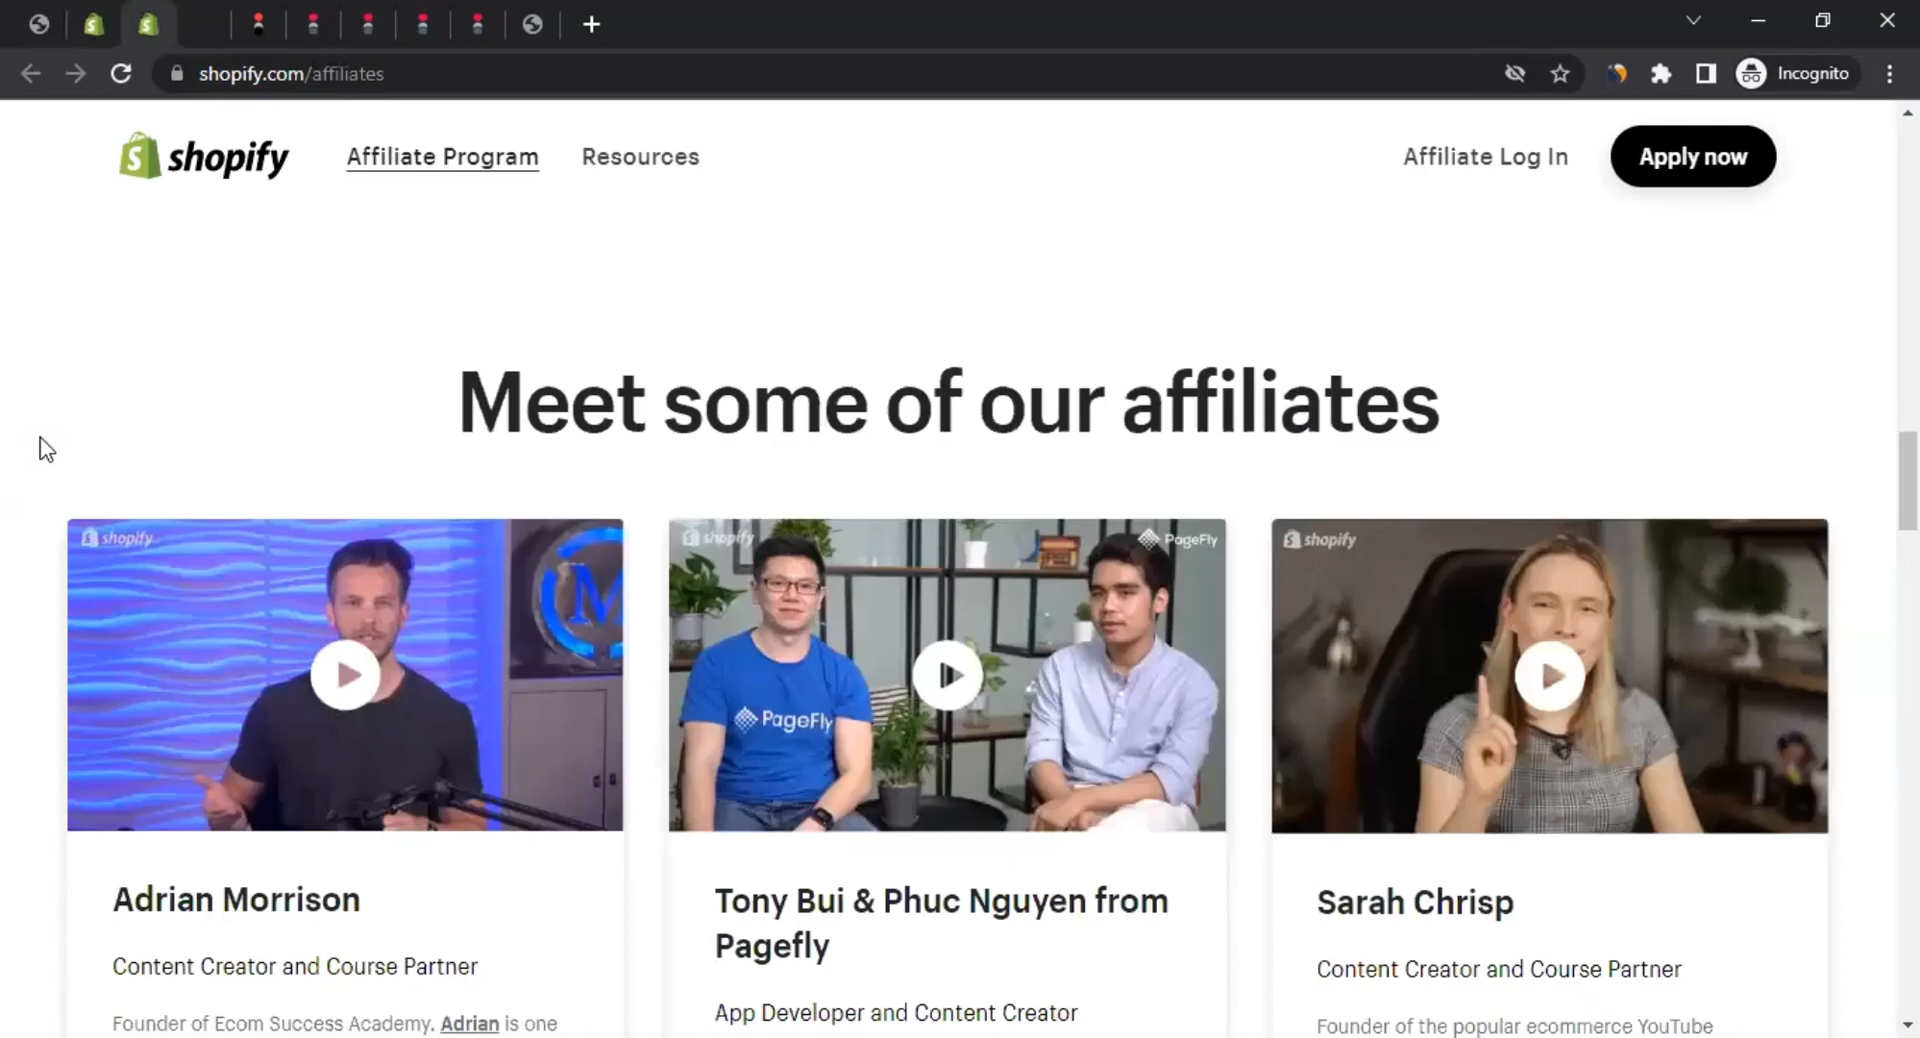 shopify.com/affiliates
Incognito
shopify
Affiliate Program
Resources
Affiliate Log In
Apply now
Meet some of our affiliates
shopify
M
shopify
PageFly
PageFly
shopify
Adrian Morrison
Content Creator and Course Partner
Founder of Ecom Success Academy. Adrian is one
Tony Bui & Phuc Nguyen from
Pagefly
App Developer and Content Creator
Sarah Chrisp
Content Creator and Course Partner
Founder of the popular ecommerce YouTube